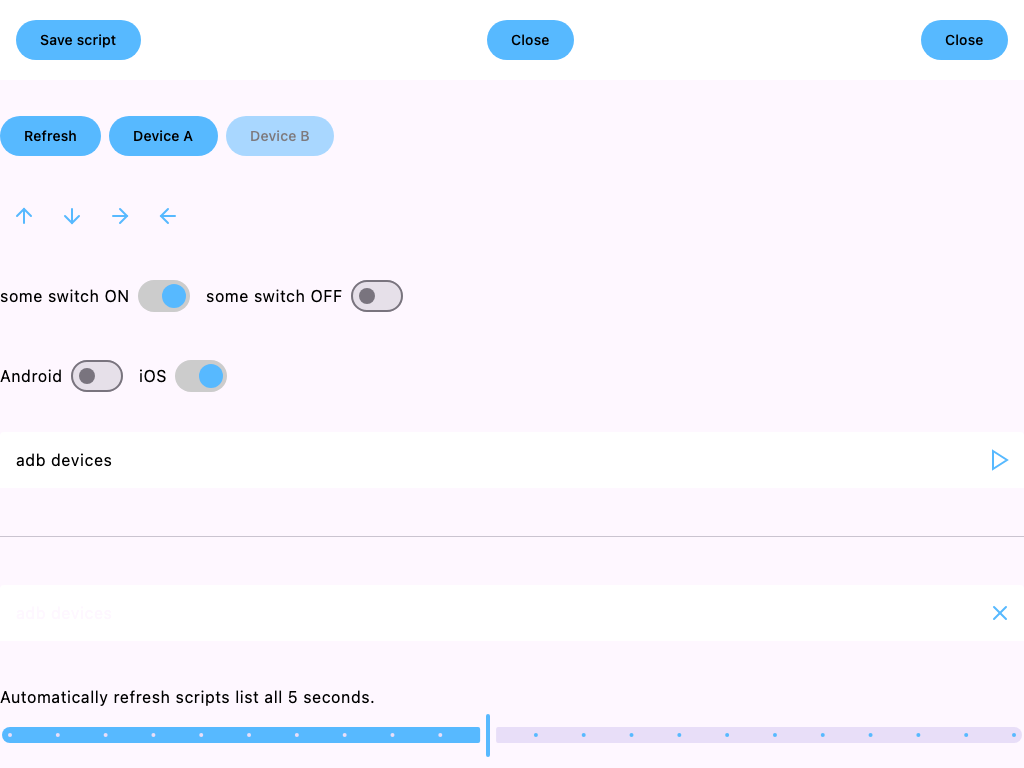 Save script Close Close
Refresh Device A Device B
some switch ON some switch OFF
Android iOS
adb devices
adb devices
Automatically refresh scripts list all 5 seconds.